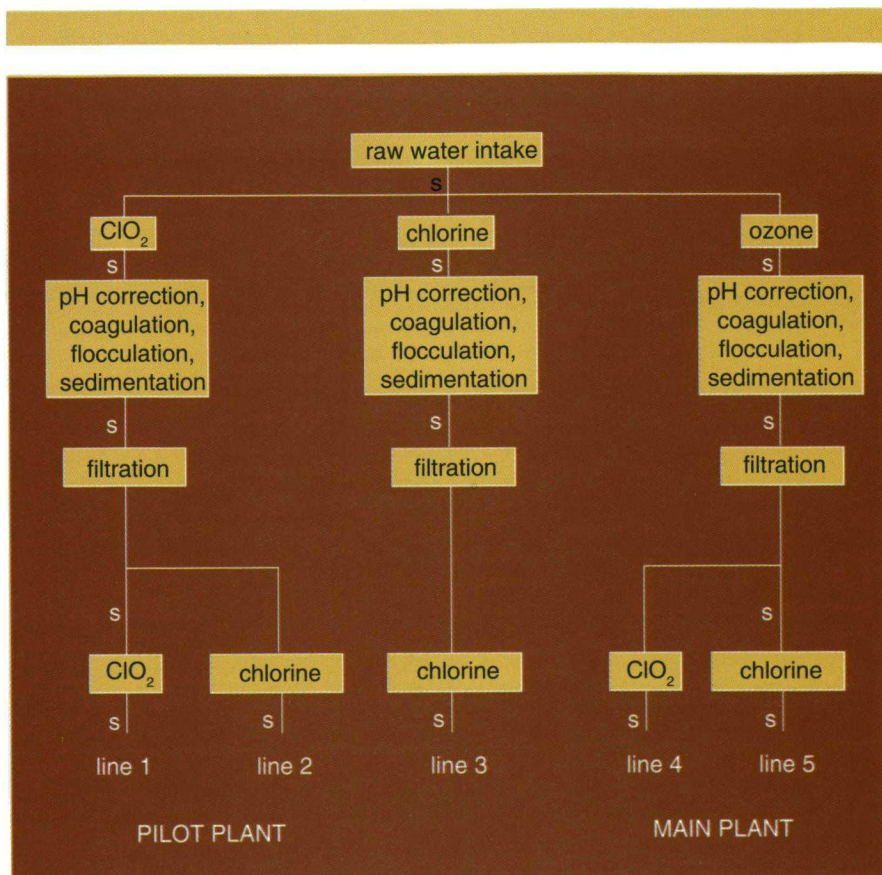 raw water intake
s
ClO₂ chlorine ozone
s s s
pH correction, pH correction, pH correction,
coagulation, coagulation, coagulation,
flocculation, flocculation, flocculation,
sedimentation sedimentation sedimentation
s s s
filtration filtration filtration
s s
ClO₂ chlorine chlorine ClO₂ chlorine
s s s s s
line 1 line 2 line 3 line 4 line 5
PILOT PLANT MAIN PLANT